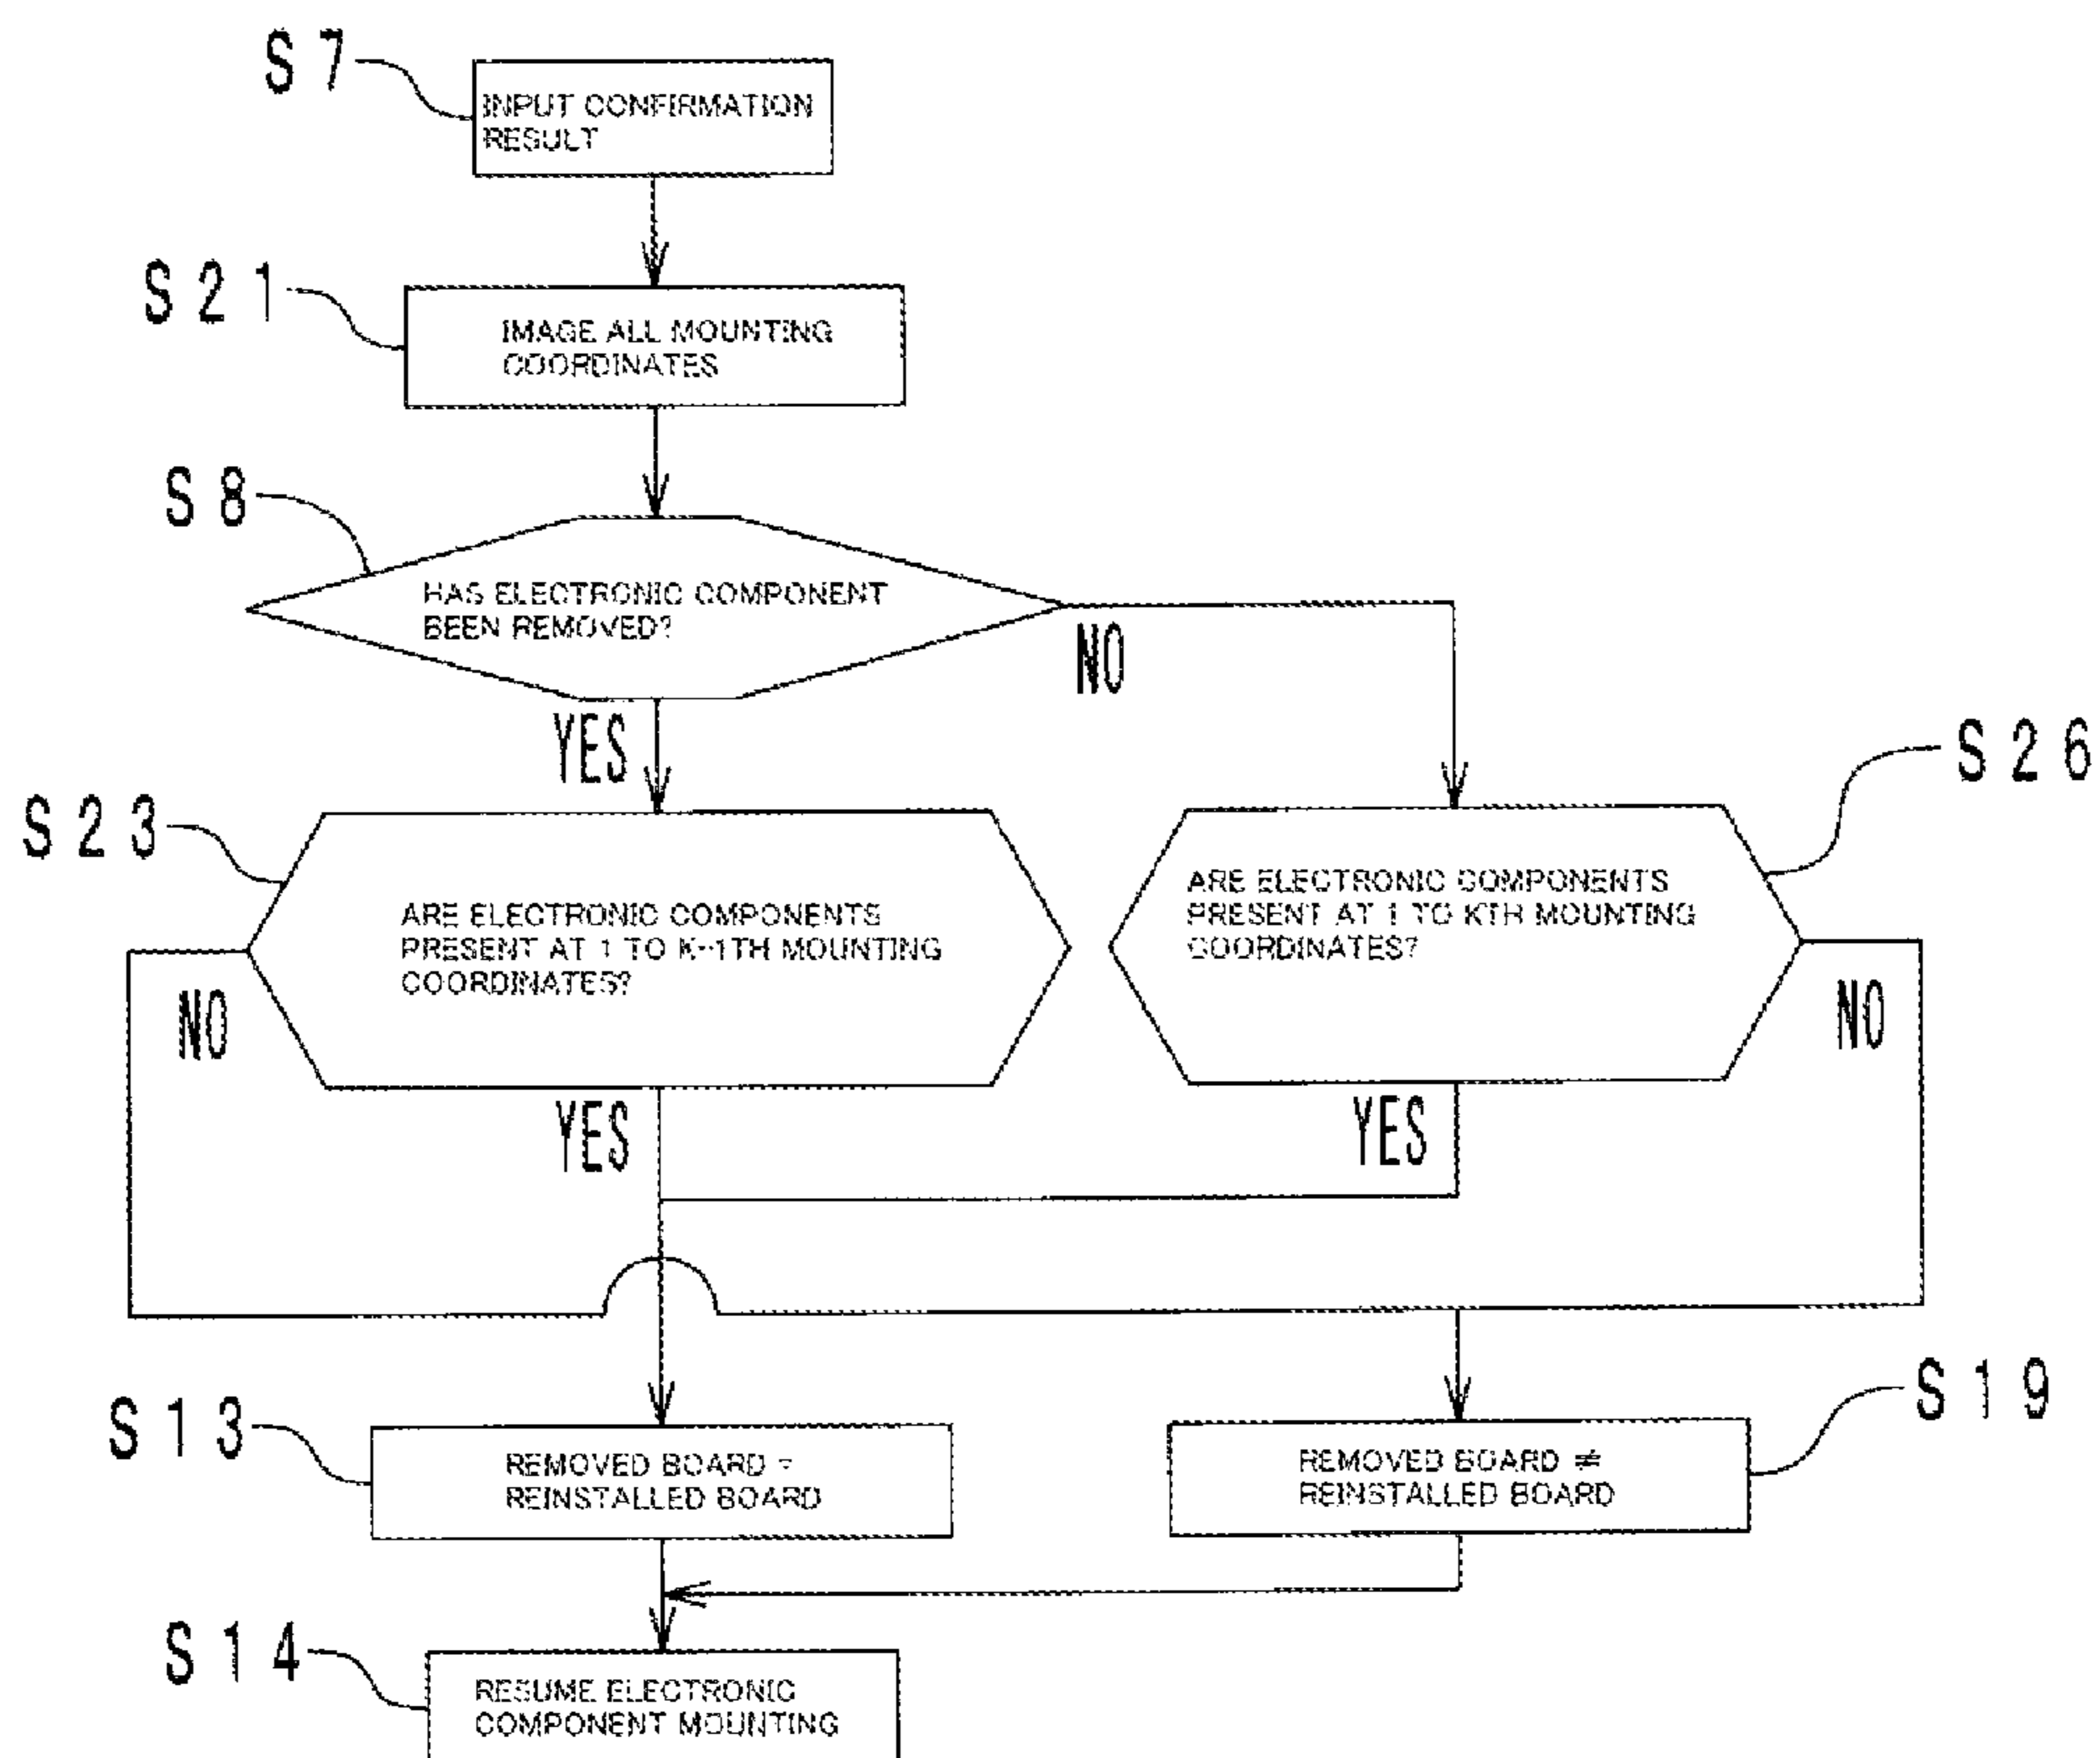 S7
INPUT CONFIRMATION
RESULT
S21
IMAGE ALL MOUNTING
COORDINATES
S8
HAS ELECTRONIC COMPONENT
BEEN REMOVED?
NO
YES
S26
S23
ARE ELECTRONIC COMPONENTS
PRESENT AT 1 TO K-1TH MOUNTING
COORDINATES?
ARE ELECTRONIC COMPONENTS
PRESENT AT 1 TO KTH MOUNTING
COORDINATES?
NO
NO
YES
YES
S13
REMOVED BOARD =
REINSTALLED BOARD
S19
REMOVED BOARD ≠
REINSTALLED BOARD
S14
RESUME ELECTRONIC
COMPONENT MOUNTING